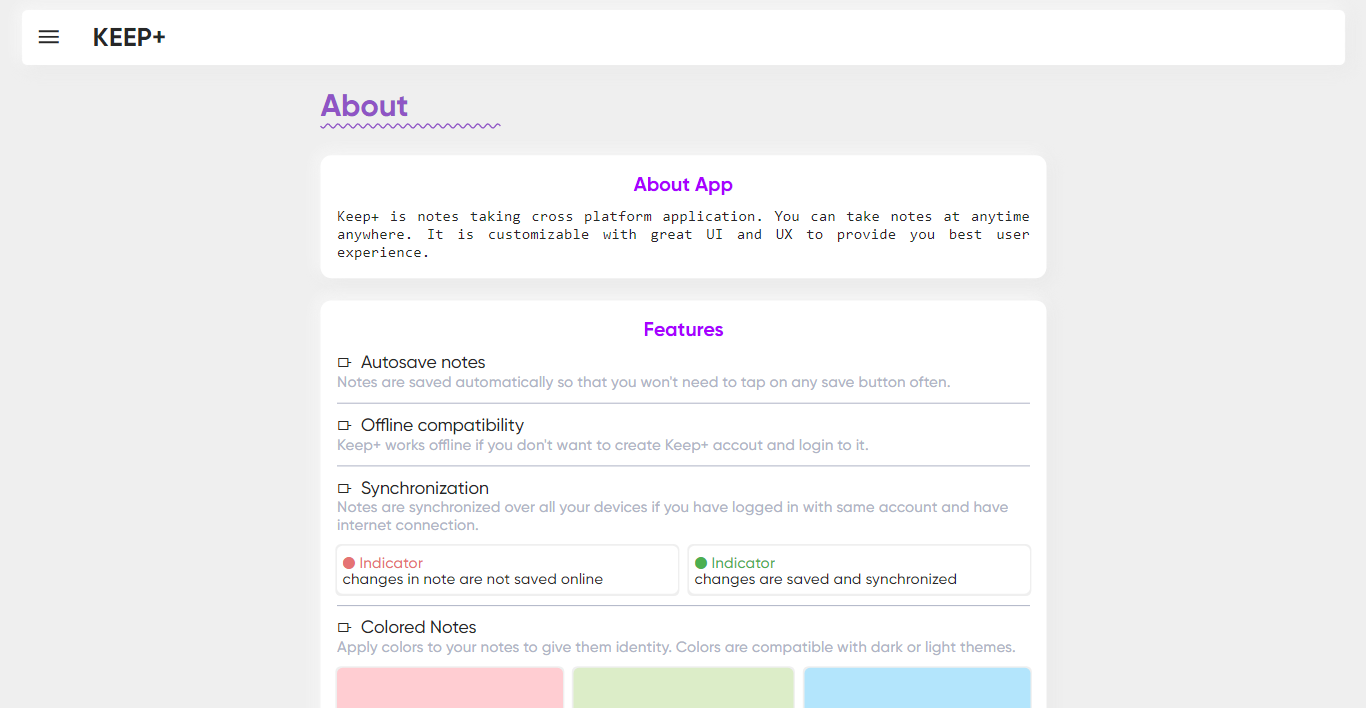 KEEP+
About
About App
Keep+ is notes taking cross platform application. You can take notes at anytime
anywhere. It is customizable with great UI and UX to provide you best user
experience.
Features
Autosave notes
Notes are saved automatically so that you won't need to tap on any save button often.
Offline compatibility
Keep+ works offline if you don't want to create Keep+ accout and login to it.
Synchronization
Notes are synchronized over all your devices if you have logged in with same account and have
internet connection.
Indicator
changes in note are not saved online
Indicator
changes are saved and synchronized
Colored Notes
Apply colors to your notes to give them identity. Colors are compatible with dark or light themes.